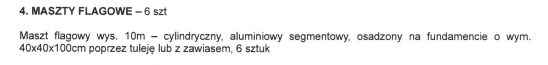 4. MASZTY FLAGOWE – 6 szt
Maszt flagowy wys. 10m – cylindryczny, aluminiowy segmentowy, osadzony na fundamencie o wym.
40x40x100cm poprzez tuleję lub z zawiasem, 6 sztuk